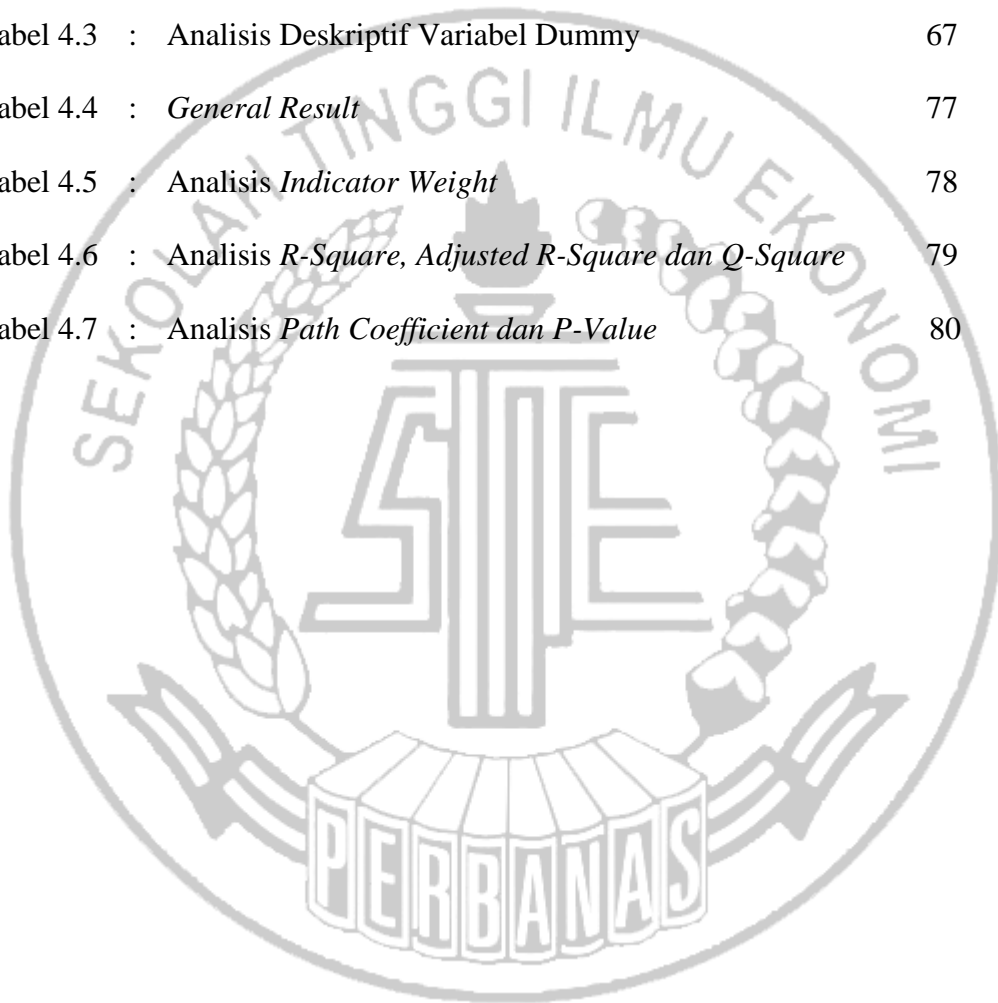 abel 4.3 : Analisis Deskriptif Variabel Dummy 67
abel 4.4 : General Result 77
abel 4.5 : Analisis Indicator Weight 78
abel 4.6 : Analisis R-Square, Adjusted R-Square dan Q-Square 79
abel 4.7 : Analisis Path Coefficient dan P-Value 80
SEKOLAH TINGGI ILMU EKONOMI
STIE
PERBANAS